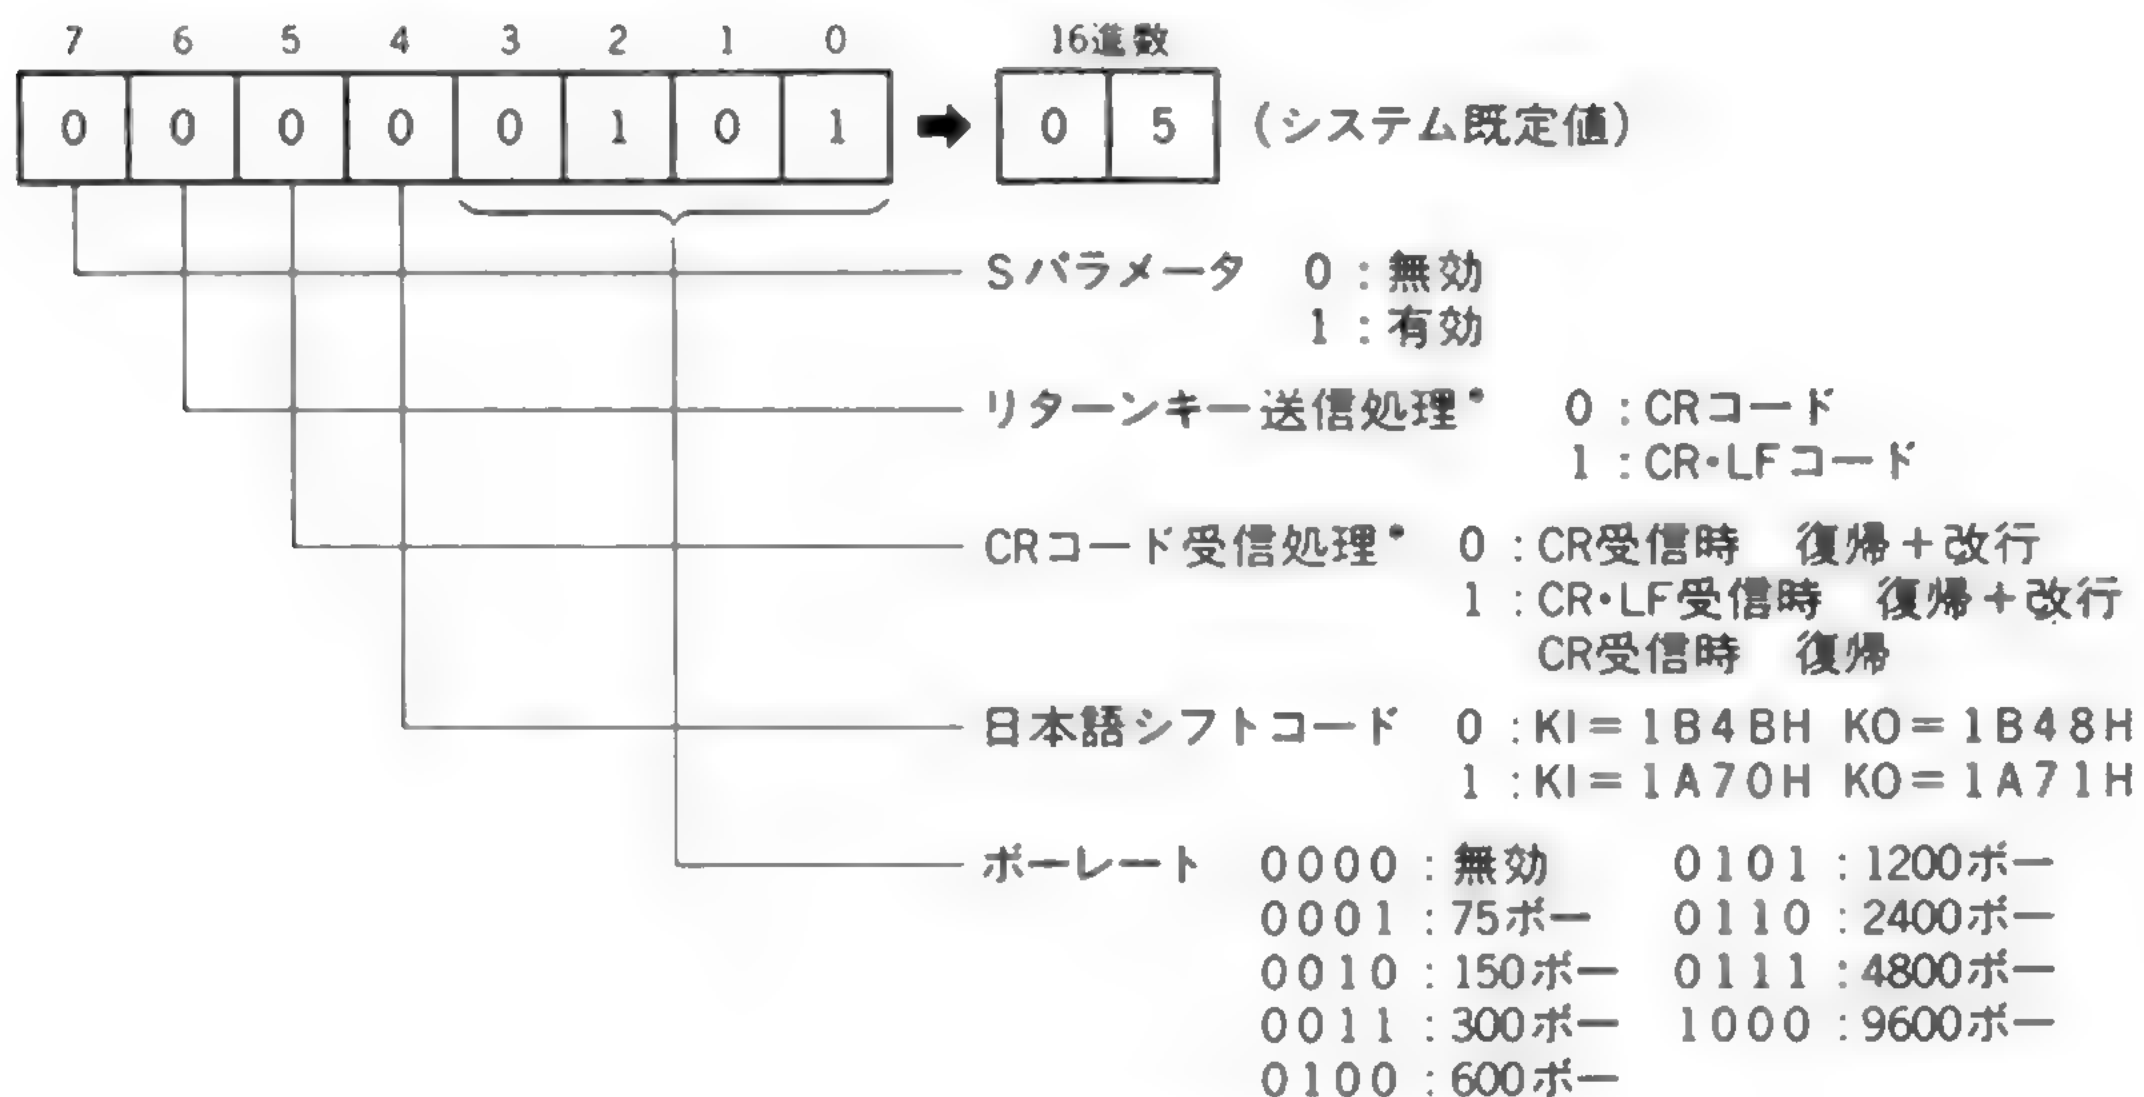 7 6 5 4 3 2 1 0 16進数
0 0 0 0 0 1 0 1 ➡ 0 5 (システム既定値)
Sパラメータ 0:無効
1:有効
リターンキー送信処理* 0:CRコード
1:CR・LFコード
CRコード受信処理* 0:CR受信時 復帰+改行
1:CR・LF受信時 復帰+改行
CR受信時 復帰
日本語シフトコード 0:KI=1B4BH KO=1B48H
1:KI=1A70H KO=1A71H
ボーレート 0000:無効 0101:1200ボー
0001:75ボー 0110:2400ボー
0010:150ボー 0111:4800ボー
0011:300ボー 1000:9600ボー
0100:600ボー